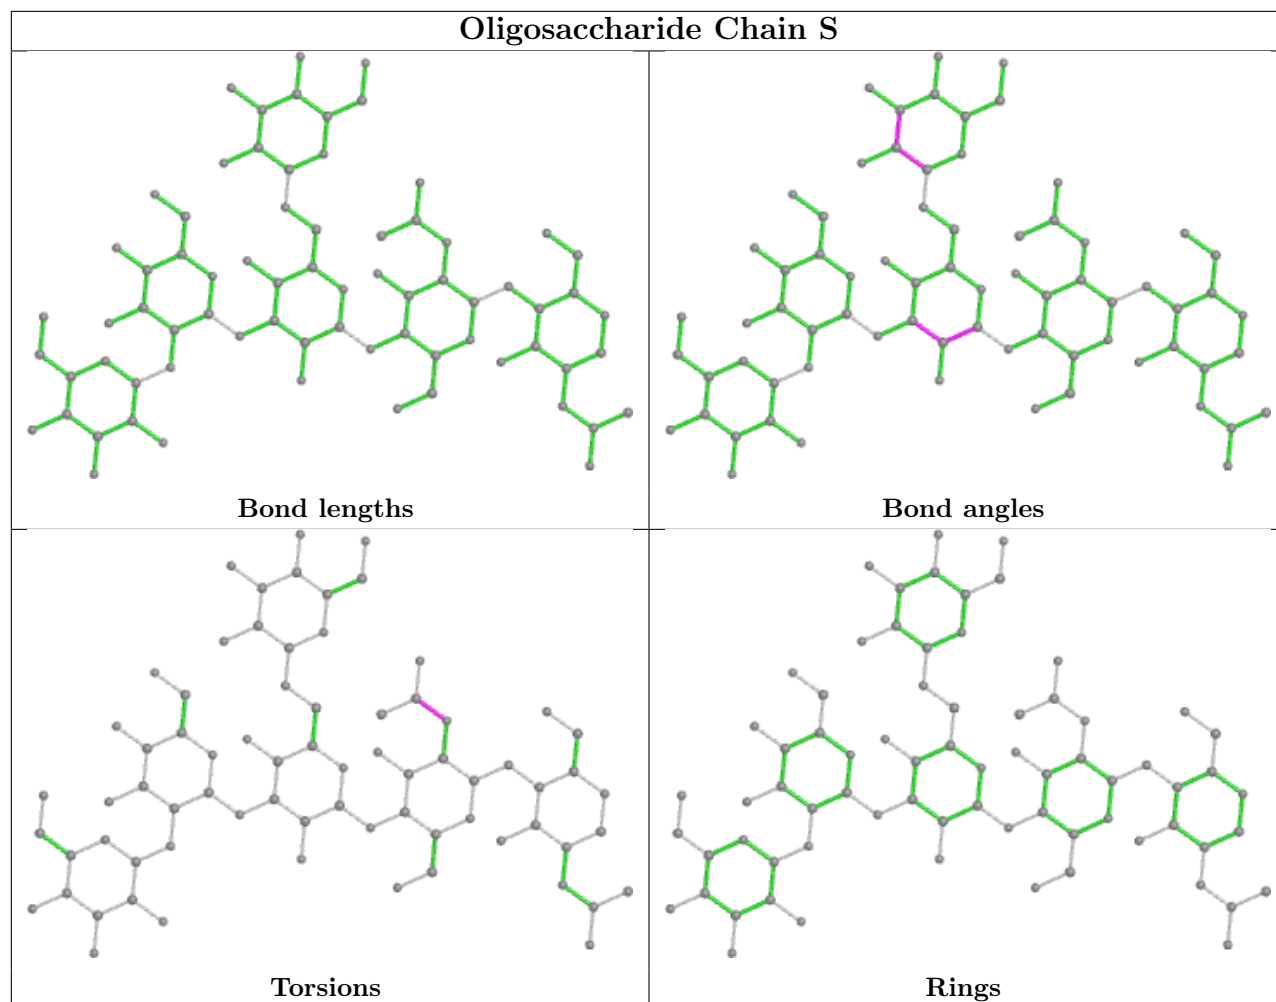 Oligosaccharide Chain S
Bond lengths
Bond angles
Torsions
Rings